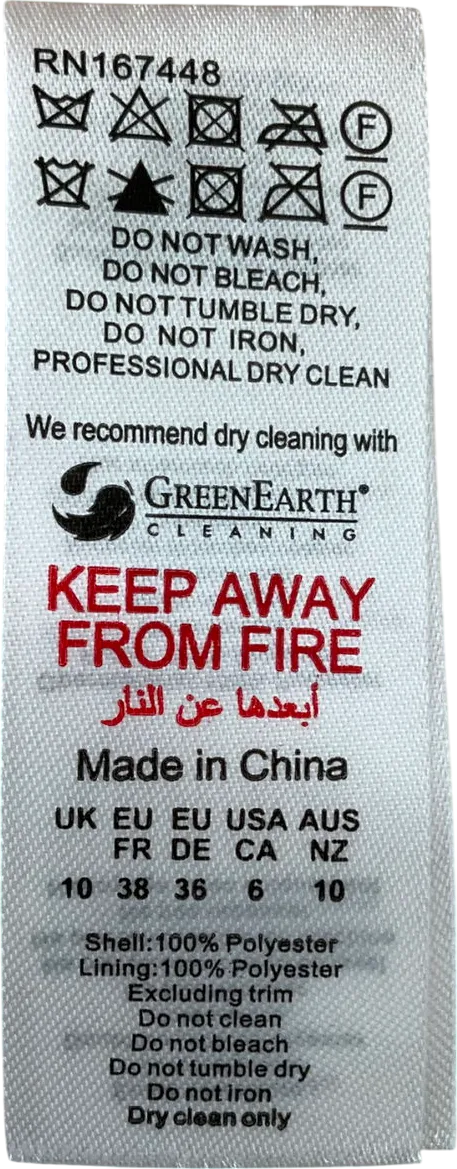 RN167448
F
F
DO NOT WASH,
DO NOT BLEACH,
DO NOT TUMBLE DRY,
DO NOT IRON,
PROFESSIONAL DRY CLEAN
We recommend dry cleaning with
GREENEARTH®
CLEANING
KEEP AWAY
FROM FIRE
أبعدها عن النار
Made in China
UK EU EU USA AUS
FR DE CA NZ
10 38 36 6 10
Shell:100% Polyester
Lining:100% Polyester
Excluding trim
Do not clean
Do not bleach
Do not tumble dry
Do not iron
Dry clean only